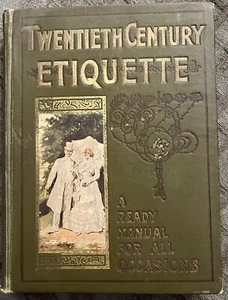 TWENTIETH CENTURY
ETIQUETTE
A
READY
MANUAL
FOR ALL
OCCASIONS